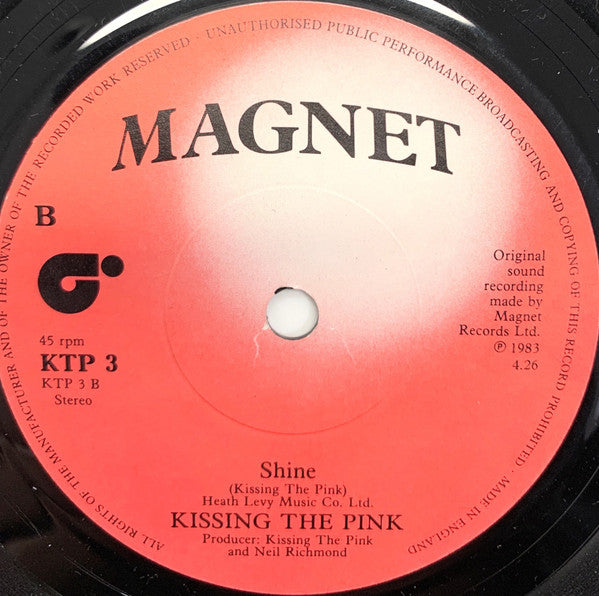 ALL RIGHTS OF THE MANUFACTURER AND OF THE OWNER OF THE RECORDED WORK RESERVED · UNAUTHORISED PUBLIC PERFORMANCE BROADCASTING AND COPYING OF THIS RECORD PROHIBITED · MADE IN ENGLAND
MAGNET
B
45 rpm
KTP 3
KTP 3 B
Stereo
Original
sound
recording
made by
Magnet
Records Ltd.
℗ 1983
4.26
Shine
(Kissing The Pink)
Heath Levy Music Co. Ltd.
KISSING THE PINK
Producer: Kissing The Pink
and Neil Richmond